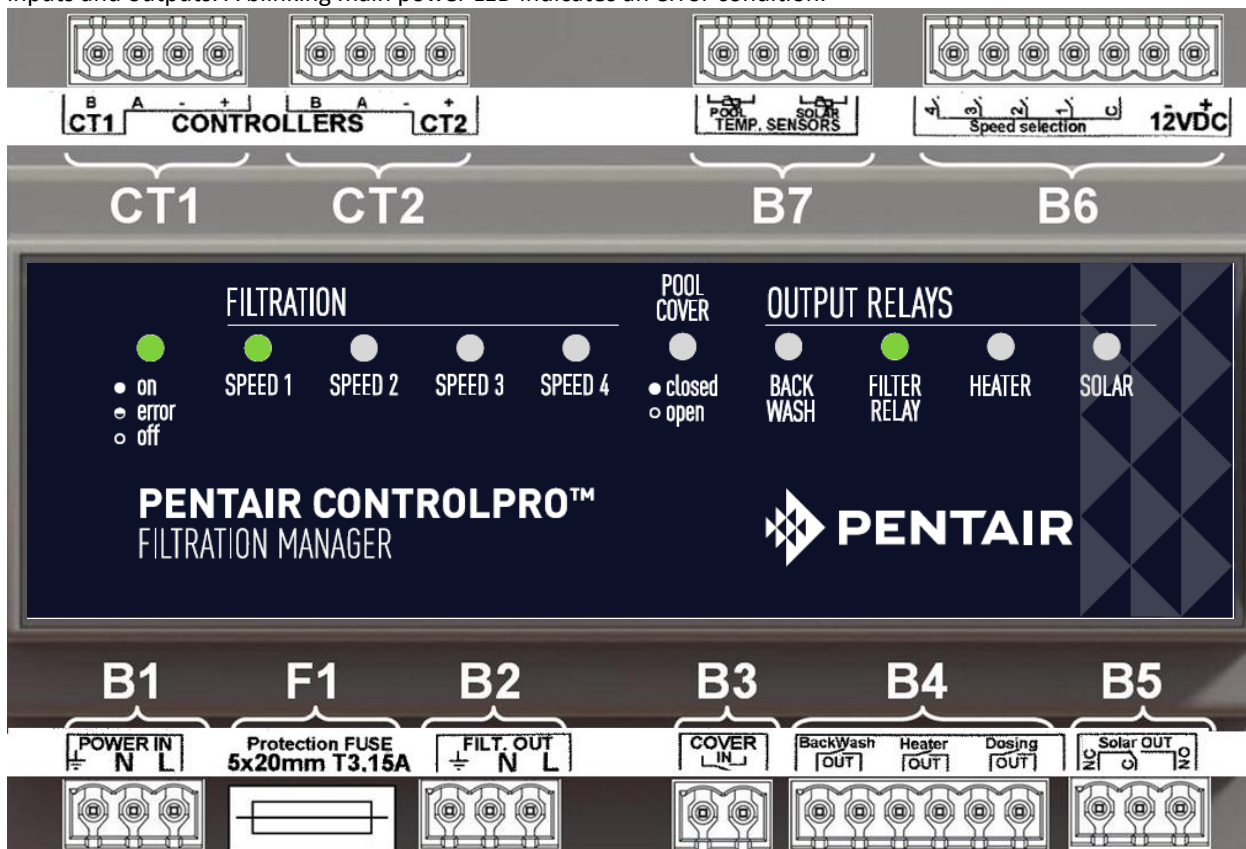 inputs and outputs. A blinking main power LED indicates an error condition.
B A - + B A - +
CT1 CONTROLLERS CT2
POOL SOLAR
TEMP. SENSORS
4 3 2 1 C - +
Speed selection 12VDC
CT1 CT2 B7 B6
FILTRATION
POOL COVER
OUTPUT RELAYS
on
error
off
SPEED 1 SPEED 2 SPEED 3 SPEED 4
closed
open
BACK WASH
FILTER RELAY
HEATER
SOLAR
PENTAIR CONTROLPRO™
FILTRATION MANAGER
PENTAIR
B1 F1 B2 B3 B4 B5
POWER IN
N L
Protection FUSE
5x20mm T3.15A
FILT. OUT
N L
COVER
IN
BackWash Heater Dosing
OUT OUT OUT
Solar OUT
NC C NO